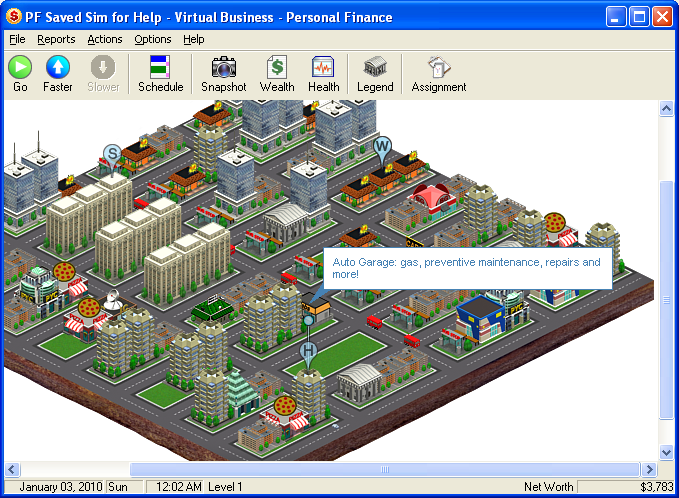 PF Saved Sim for Help - Virtual Business - Personal Finance
File Reports Actions Options Help
Go Faster Slower Schedule Snapshot Wealth Health Legend Assignment
S
W
Auto Garage: gas, preventive maintenance, repairs and
more!
H
PIZZA
January 03, 2010 Sun 12:02 AM Level 1 Net Worth $3,783